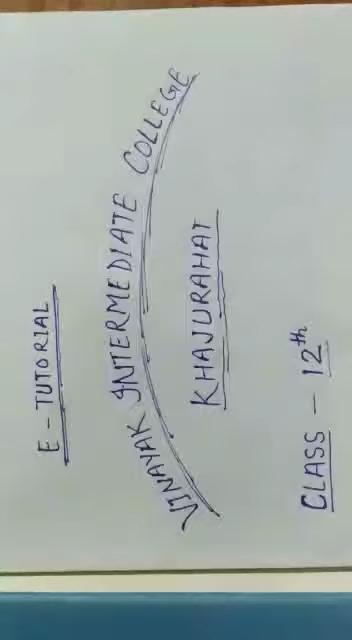 E - TUTORIAL
VINAYAK INTERMEDIATE COLLEGE
KHAJURAHAT
CLASS - 12th